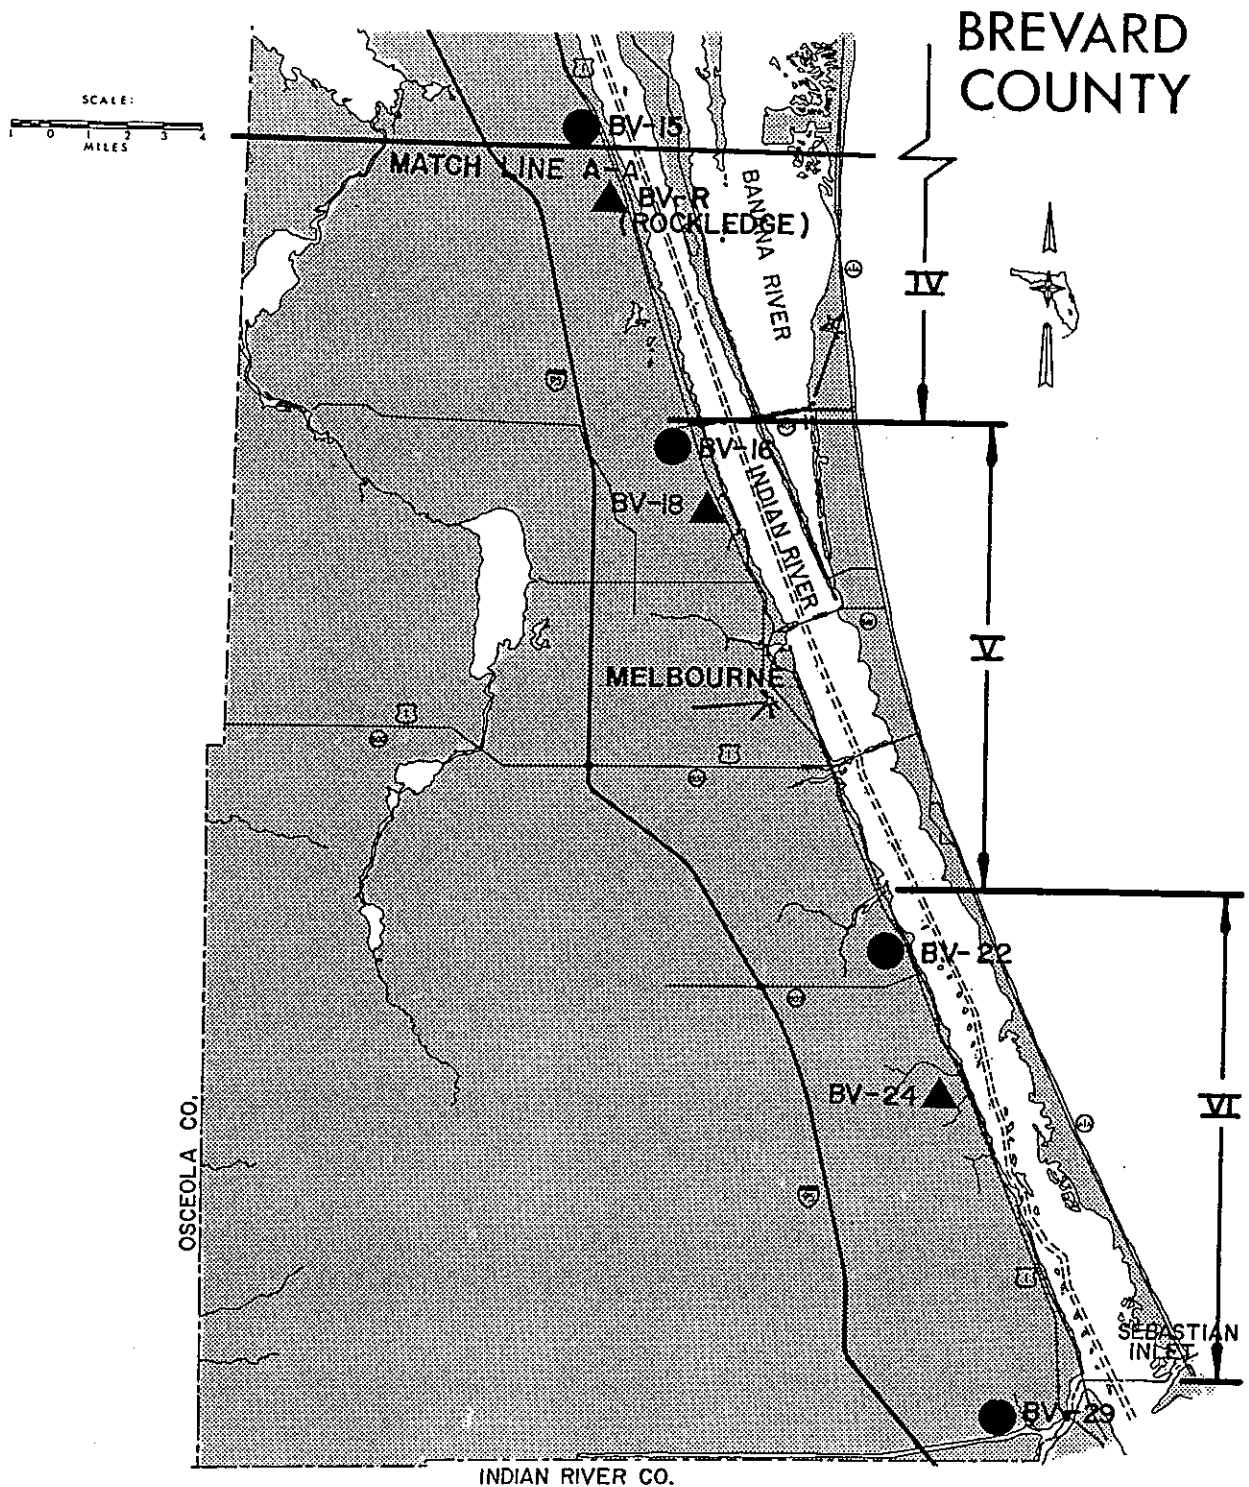 BREVARD
COUNTY
SCALE:
1 0 1 2 3 4
MILES
BV-15
MATCH LINE A-A
BV-R
(ROCKLEDGE)
BANANA RIVER
IV
95
BV-16
BV-18
INDIAN RIVER
V
MELBOURNE
BV-22
BV-24
VI
OSCEOLA CO.
SEBASTIAN
INLET
BV-29
INDIAN RIVER CO.